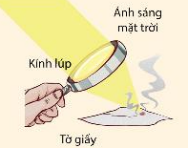 Ánh sáng
mặt trời
Kính lúp
Tờ giấy